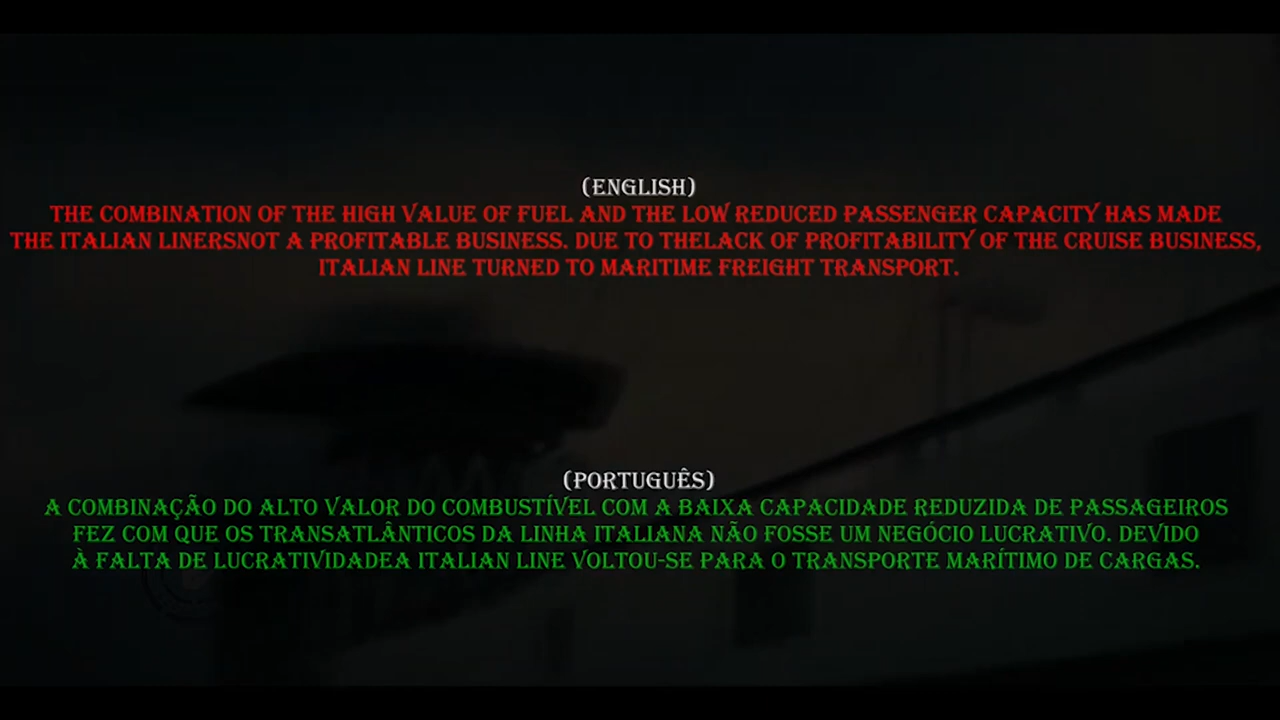 (ENGLISH)
THE COMBINATION OF THE HIGH VALUE OF FUEL AND THE LOW REDUCED PASSENGER CAPACITY HAS MADE
THE ITALIAN LINERSNOT A PROFITABLE BUSINESS. DUE TO THELACK OF PROFITABILITY OF THE CRUISE BUSINESS,
ITALIAN LINE TURNED TO MARITIME FREIGHT TRANSPORT.
(PORTUGUÊS)
A COMBINAÇÃO DO ALTO VALOR DO COMBUSTÍVEL COM A BAIXA CAPACIDADE REDUZIDA DE PASSAGEIROS
FEZ COM QUE OS TRANSATLÂNTICOS DA LINHA ITALIANA NÃO FOSSE UM NEGÓCIO LUCRATIVO. DEVIDO
À FALTA DE LUCRATIVIDADEA ITALIAN LINE VOLTOU-SE PARA O TRANSPORTE MARÍTIMO DE CARGAS.